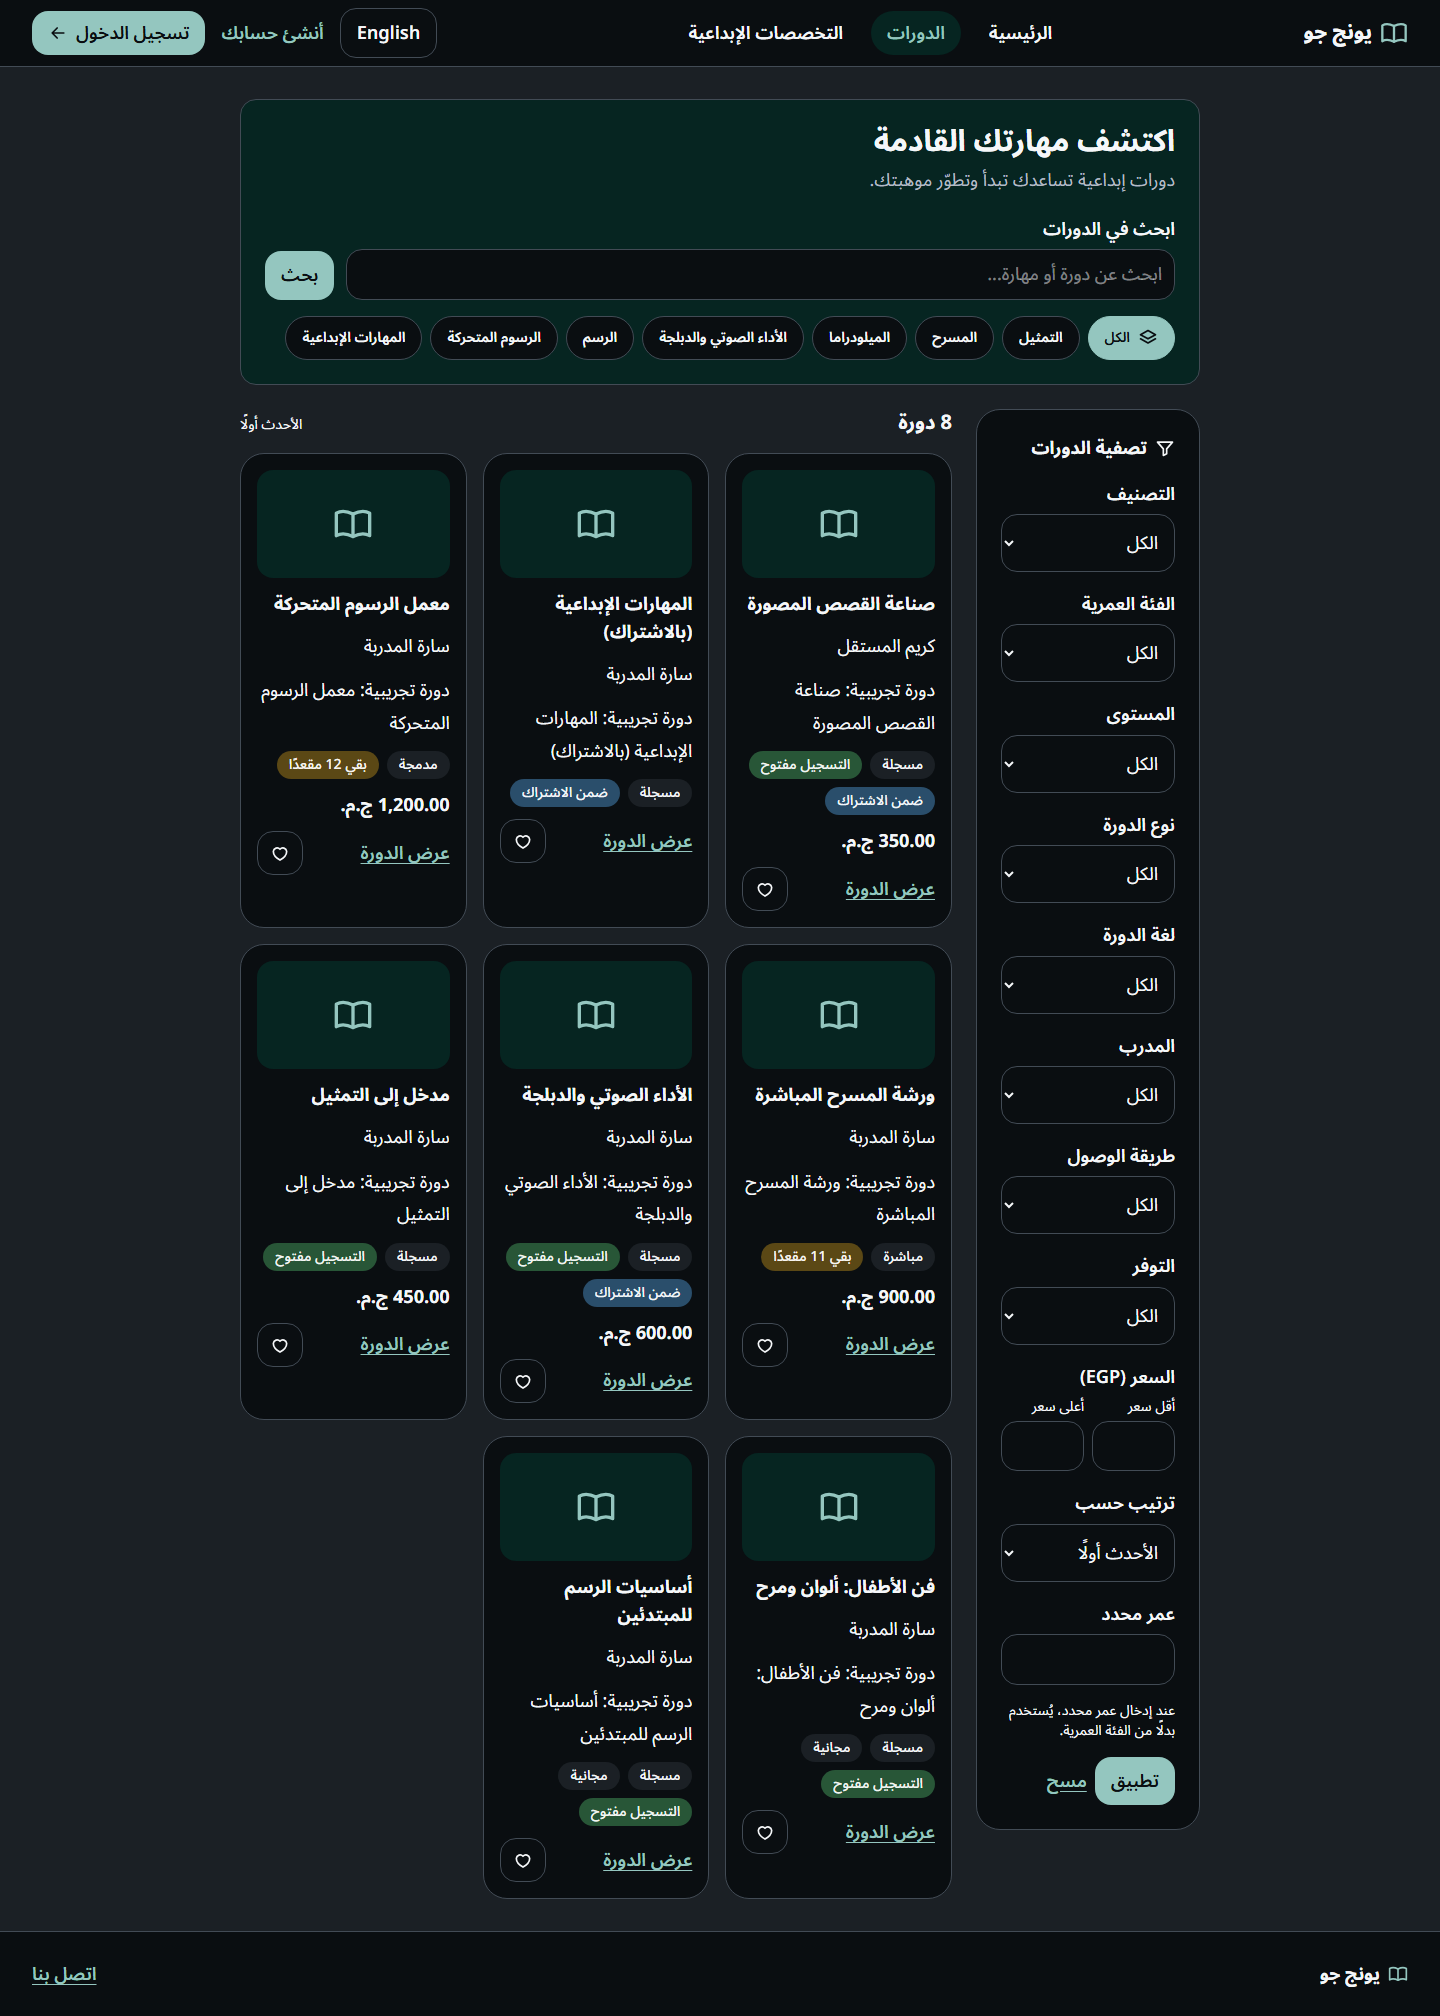 يونج جو
الرئيسية
الدورات
التخصصات الإبداعية
English
أنشئ حسابك
تسجيل الدخول
اكتشف مهارتك القادمة
دورات إبداعية تساعدك تبدأ وتطوّر موهبتك.
ابحث في الدورات
ابحث عن دورة أو مهارة...
بحث
الكل
التمثيل
المسرح
الميلودراما
الأداء الصوتي والدبلجة
الرسم
الرسوم المتحركة
المهارات الإبداعية
تصفية الدورات
التصنيف
الكل
الفئة العمرية
الكل
المستوى
الكل
نوع الدورة
الكل
لغة الدورة
الكل
المدرب
الكل
طريقة الوصول
الكل
التوفر
الكل
السعر (EGP)
أقل سعر
أعلى سعر
ترتيب حسب
الأحدث أولًا
عمر محدد
عند إدخال عمر محدد، يُستخدم
بدلًا من الفئة العمرية.
تطبيق
مسح
8 دورة
الأحدث أولًا
صناعة القصص المصورة
كريم المستقل
دورة تجريبية: صناعة
القصص المصورة
مسجلة
التسجيل مفتوح
ضمن الاشتراك
350.00 ج.م.
عرض الدورة
المهارات الإبداعية
(بالاشتراك)
سارة المدربة
دورة تجريبية: المهارات
الإبداعية (بالاشتراك)
مسجلة
ضمن الاشتراك
عرض الدورة
معمل الرسوم المتحركة
سارة المدربة
دورة تجريبية: معمل الرسوم
المتحركة
مدمجة
بقي 12 مقعدًا
1,200.00 ج.م.
عرض الدورة
ورشة المسرح المباشرة
سارة المدربة
دورة تجريبية: ورشة المسرح
المباشرة
مباشرة
بقي 11 مقعدًا
900.00 ج.م.
عرض الدورة
الأداء الصوتي والدبلجة
سارة المدربة
دورة تجريبية: الأداء الصوتي
والدبلجة
مسجلة
التسجيل مفتوح
ضمن الاشتراك
600.00 ج.م.
عرض الدورة
مدخل إلى التمثيل
سارة المدربة
دورة تجريبية: مدخل إلى
التمثيل
مسجلة
التسجيل مفتوح
450.00 ج.م.
عرض الدورة
فن الأطفال: ألوان ومرح
سارة المدربة
دورة تجريبية: فن الأطفال:
ألوان ومرح
مسجلة
مجانية
التسجيل مفتوح
عرض الدورة
أساسيات الرسم
للمبتدئين
سارة المدربة
دورة تجريبية: أساسيات
الرسم للمبتدئين
مسجلة
مجانية
التسجيل مفتوح
عرض الدورة
يونج جو
اتصل بنا